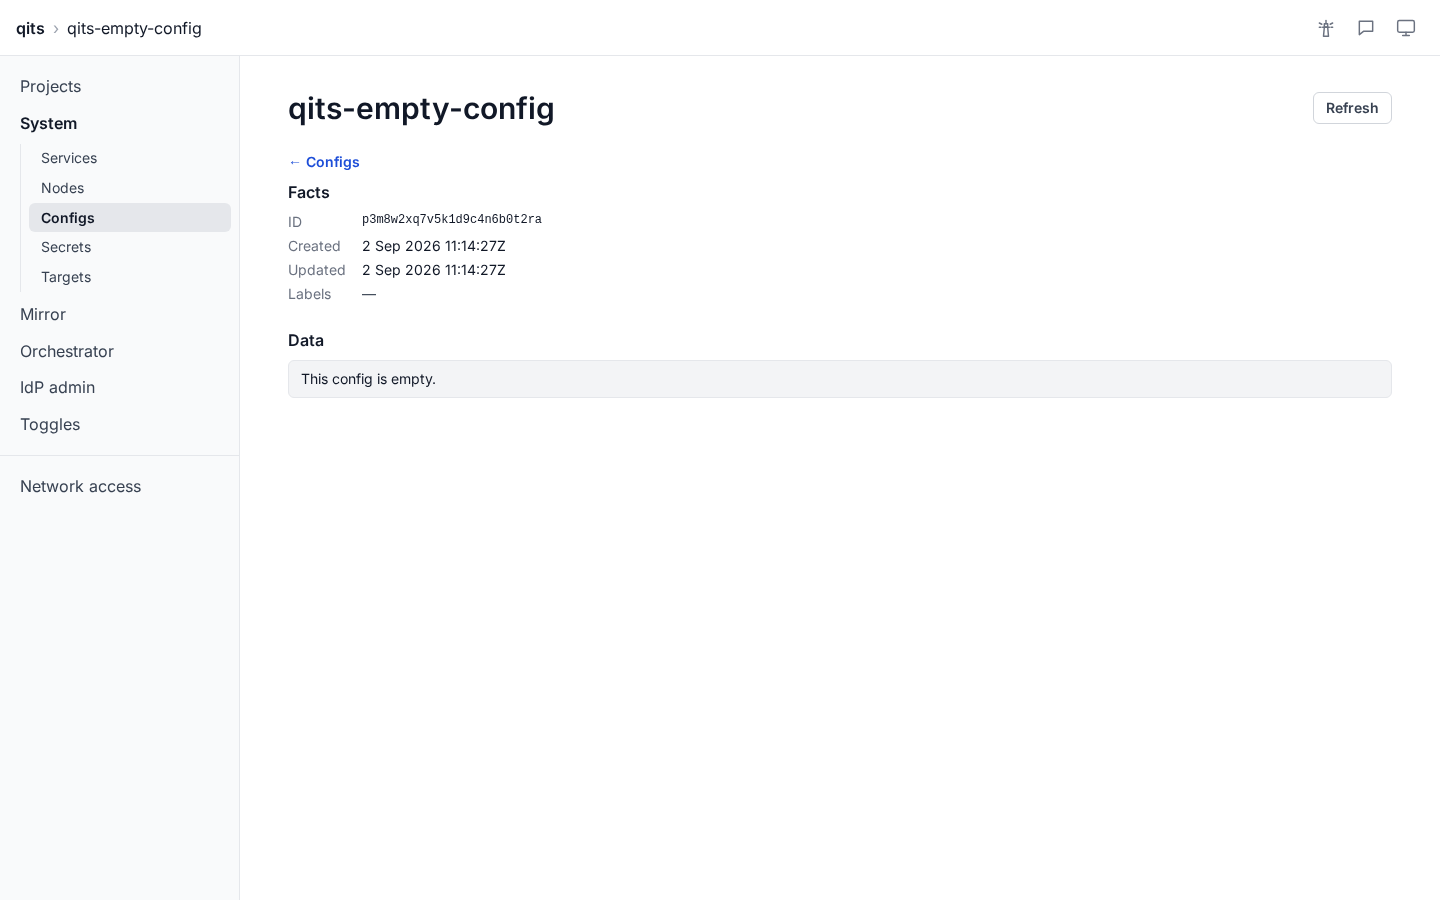 qits › qits-empty-config
Projects
System
Services
Nodes
Configs
Secrets
Targets
Mirror
Orchestrator
IdP admin
Toggles
Network access
qits-empty-config
Refresh
← Configs
Facts
ID p3m8w2xq7v5k1d9c4n6b0t2ra
Created 2 Sep 2026 11:14:27Z
Updated 2 Sep 2026 11:14:27Z
Labels —
Data
This config is empty.